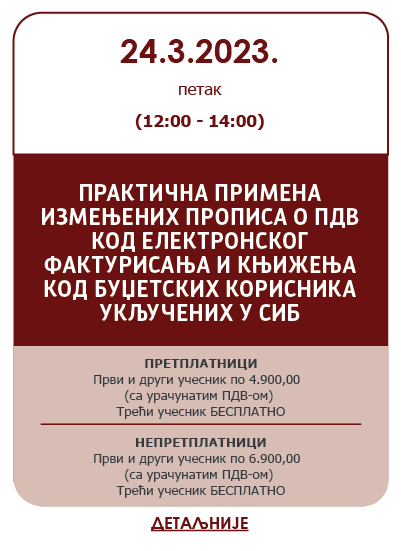 24.3.2023.
петак
(12:00 - 14:00)
ПРАКТИЧНА ПРИМЕНА
ИЗМЕЊЕНИХ ПРОПИСА О ПДВ
КОД ЕЛЕКТРОНСКОГ
ФАКТУРИСАЊА И КЊИЖЕЊА
КОД БУЏЕТСКИХ КОРИСНИКА
УКЉУЧЕНИХ У СИБ
ПРЕТПЛАТНИЦИ
Први и други учесник по 4.900,00
(са урачунатим ПДВ-ом)
Трећи учесник БЕСПЛАТНО
НЕПРЕТПЛАТНИЦИ
Први и други учесник по 6.900,00
(са урачунатим ПДВ-ом)
Трећи учесник БЕСПЛАТНО
ДЕТАЉНИЈЕ